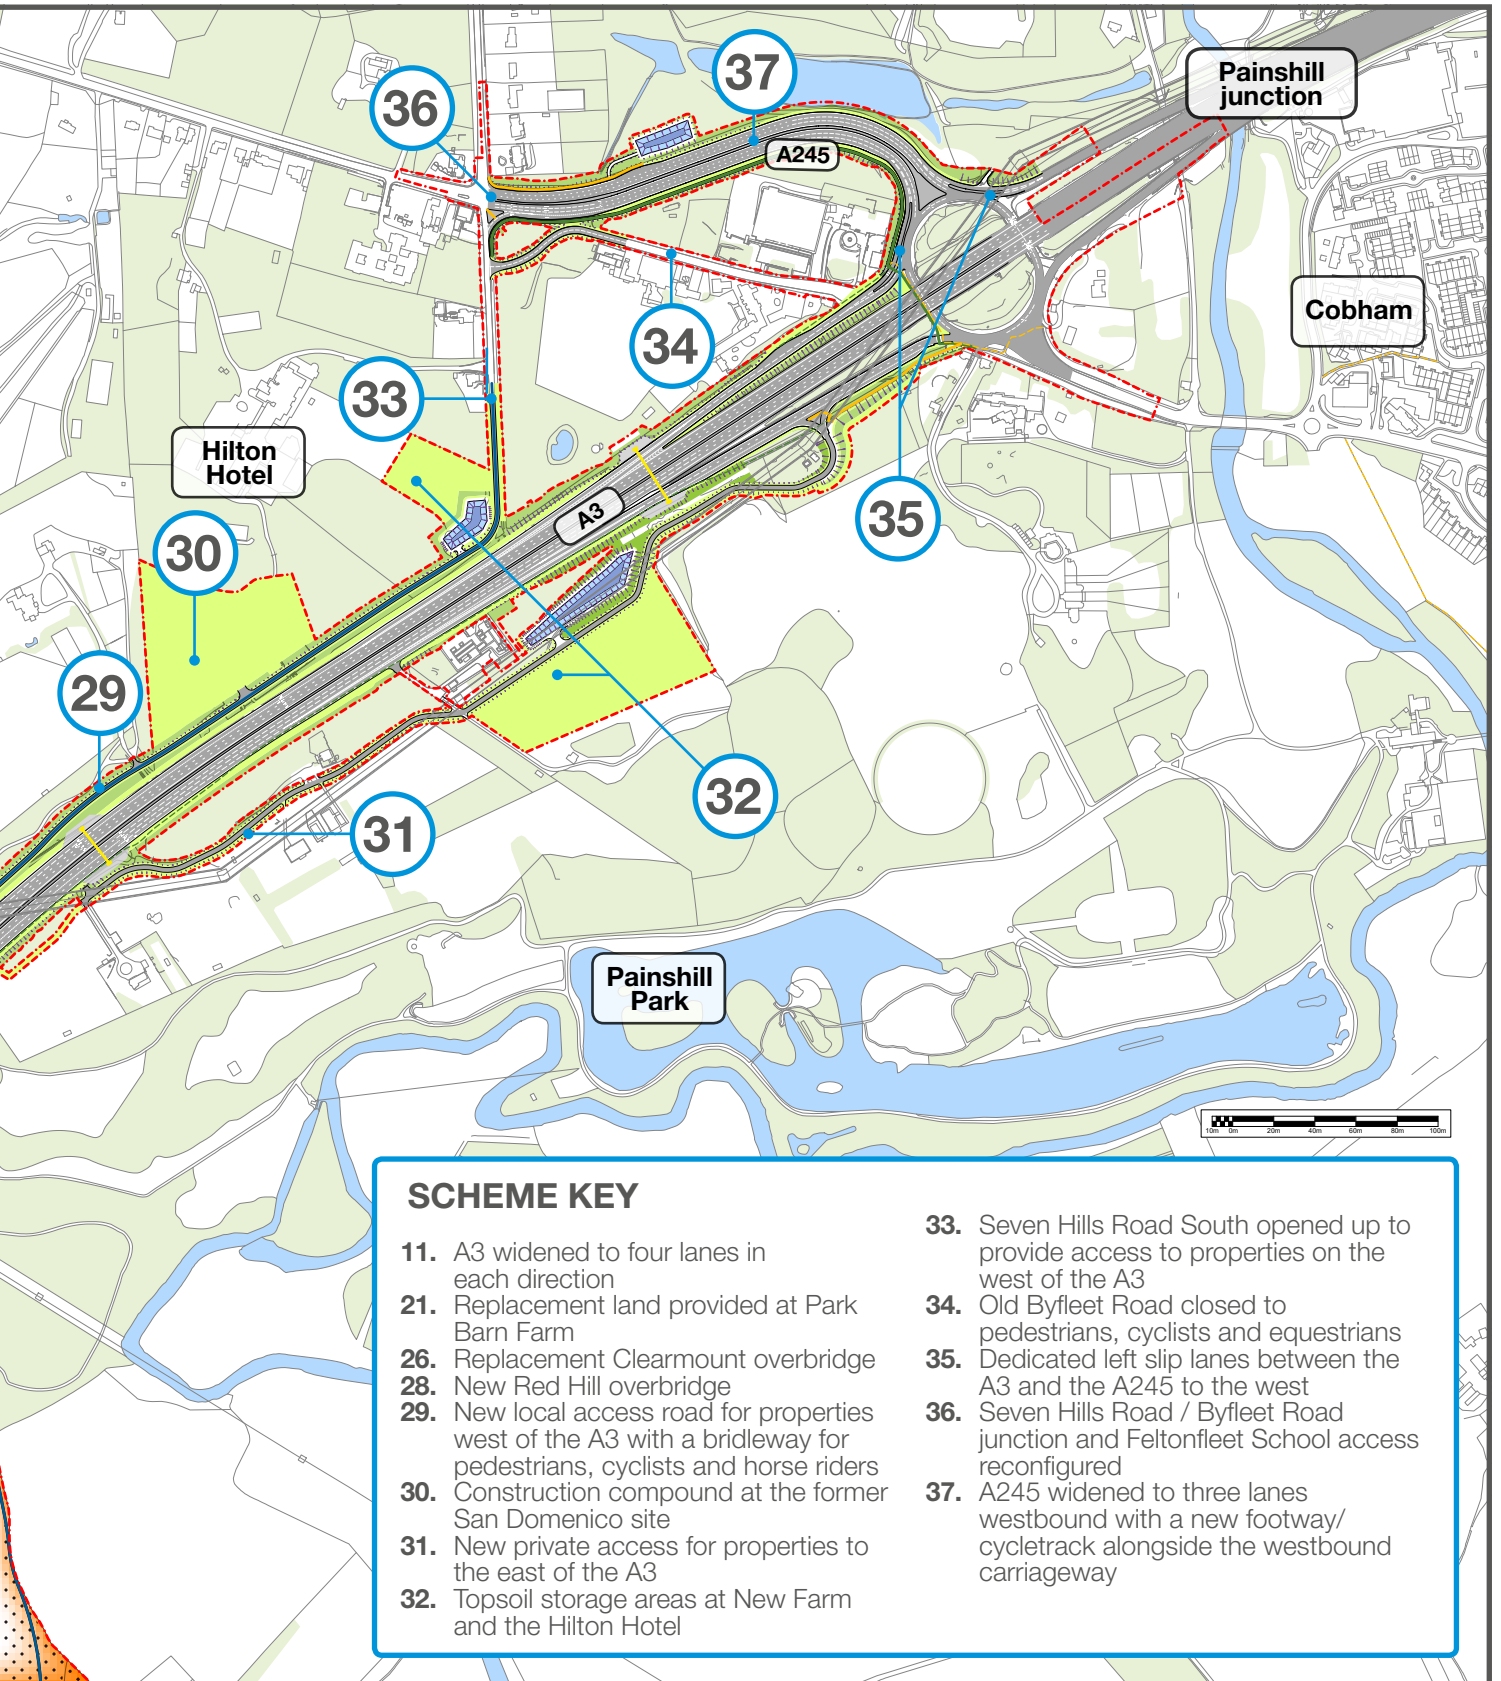 37
Painshill
junction
36
A245
Cobham
34
33
Hilton
Hotel
35
A3
30
29
32
31
Painshill
Park
10m 0m 20m 40m 60m 80m 100m
SCHEME KEY
11. A3 widened to four lanes in
each direction
21. Replacement land provided at Park
Barn Farm
26. Replacement Clearmount overbridge
28. New Red Hill overbridge
29. New local access road for properties
west of the A3 with a bridleway for
pedestrians, cyclists and horse riders
30. Construction compound at the former
San Domenico site
31. New private access for properties to
the east of the A3
32. Topsoil storage areas at New Farm
and the Hilton Hotel
33. Seven Hills Road South opened up to
provide access to properties on the
west of the A3
34. Old Byfleet Road closed to
pedestrians, cyclists and equestrians
35. Dedicated left slip lanes between the
A3 and the A245 to the west
36. Seven Hills Road / Byfleet Road
junction and Feltonfleet School access
reconfigured
37. A245 widened to three lanes
westbound with a new footway/
cycletrack alongside the westbound
carriageway